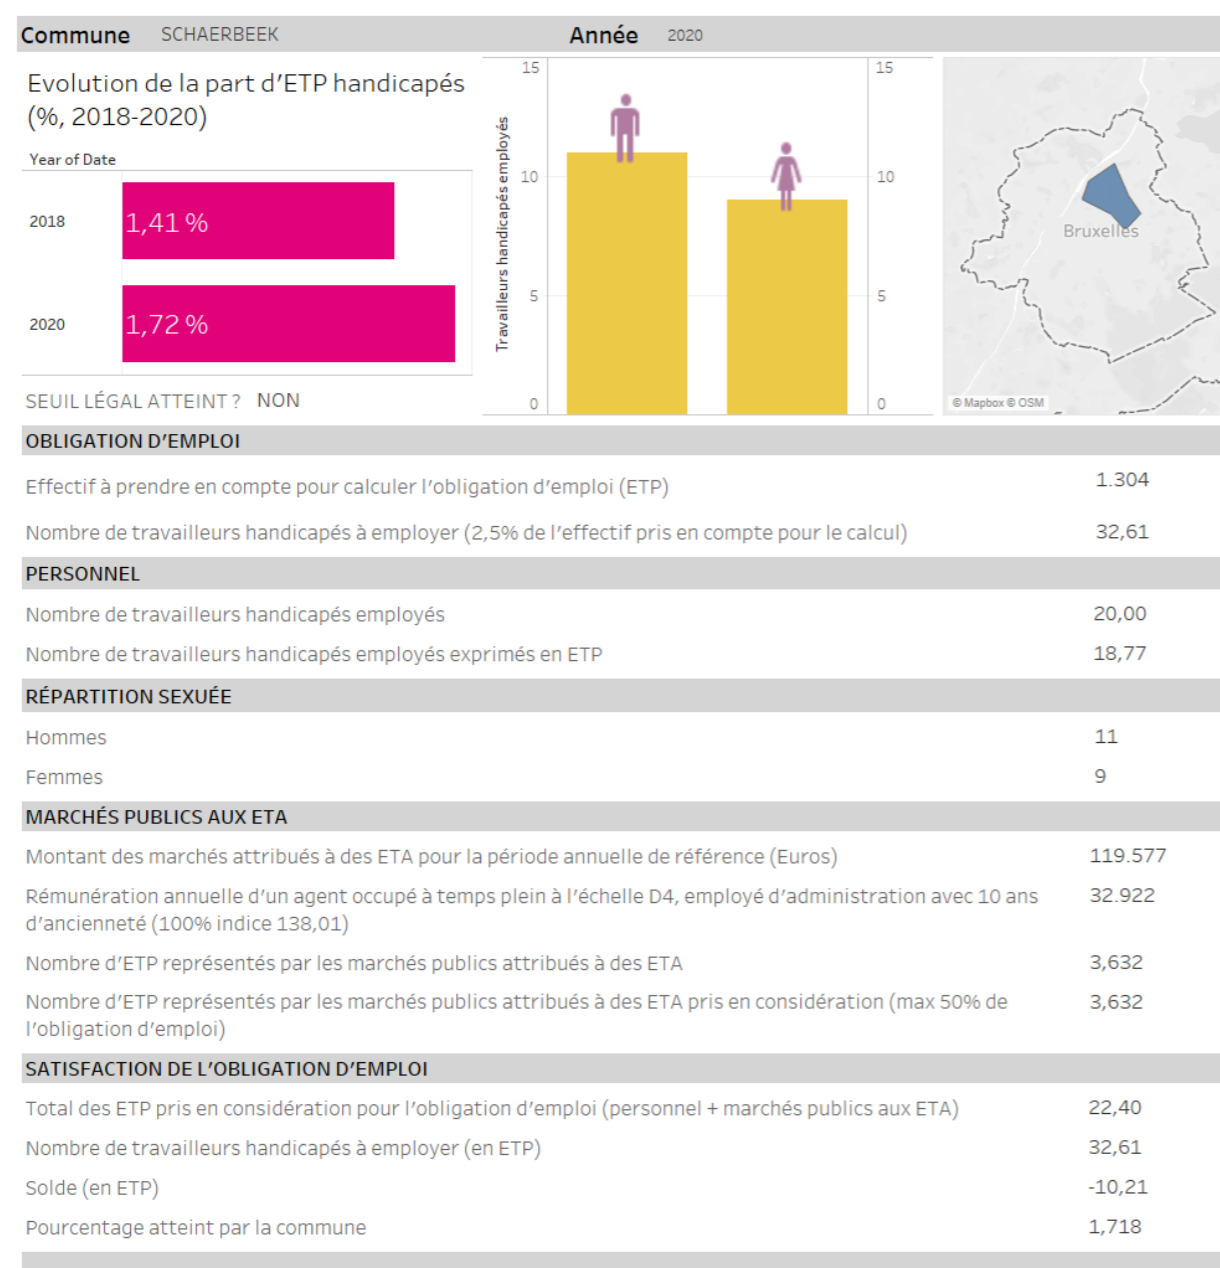 Commune SCHAERBEEK Année 2020
Evolution de la part d'ETP handicapés
(%, 2018-2020)
Year of Date
2018 1,41 %
2020 1,72 %
SEUIL LÉGAL ATTEINT ? NON
Travailleurs handicapés employés
15 15
10 10
5 5
0 0
Bruxelles
© Mapbox © OSM
OBLIGATION D'EMPLOI
Effectif à prendre en compte pour calculer l'obligation d'emploi (ETP) 1.304
Nombre de travailleurs handicapés à employer (2,5% de l'effectif pris en compte pour le calcul) 32,61
PERSONNEL
Nombre de travailleurs handicapés employés 20,00
Nombre de travailleurs handicapés employés exprimés en ETP 18,77
RÉPARTITION SEXUÉE
Hommes 11
Femmes 9
MARCHÉS PUBLICS AUX ETA
Montant des marchés attribués à des ETA pour la période annuelle de référence (Euros) 119.577
Rémunération annuelle d'un agent occupé à temps plein à l'échelle D4, employé d'administration avec 10 ans 32.922
d'ancienneté (100% indice 138,01)
Nombre d'ETP représentés par les marchés publics attribués à des ETA 3,632
Nombre d'ETP représentés par les marchés publics attribués à des ETA pris en considération (max 50% de 3,632
l'obligation d'emploi)
SATISFACTION DE L'OBLIGATION D'EMPLOI
Total des ETP pris en considération pour l'obligation d'emploi (personnel + marchés publics aux ETA) 22,40
Nombre de travailleurs handicapés à employer (en ETP) 32,61
Solde (en ETP) -10,21
Pourcentage atteint par la commune 1,718